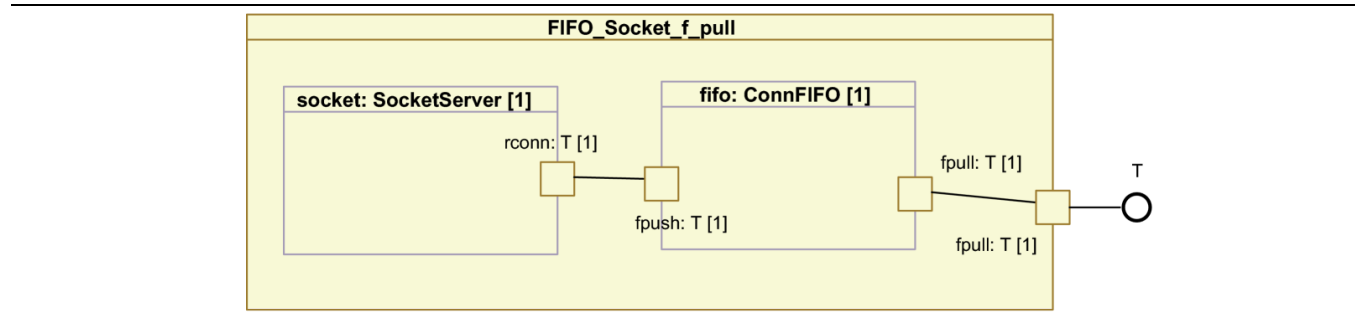 FIFO_Socket_f_pull
socket: SocketServer [1]
fifo: ConnFIFO [1]
rconn: T [1]
fpush: T [1]
fpull: T [1]
fpull: T [1]
T